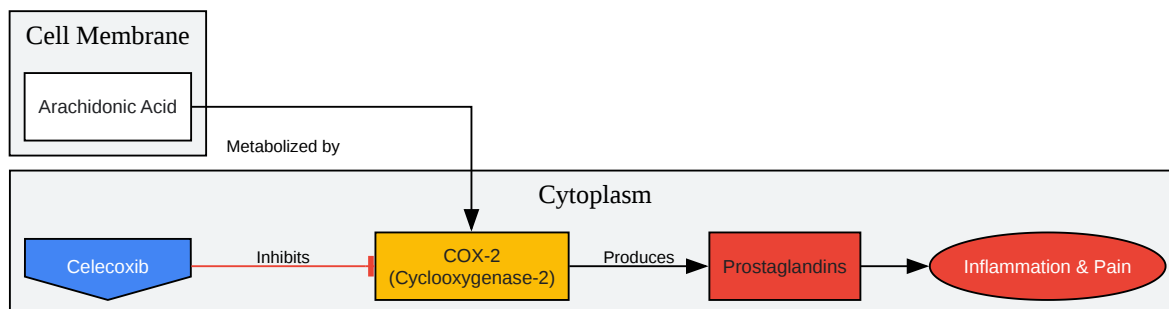 Cell Membrane
Arachidonic Acid
Metabolized by
Cytoplasm
Celecoxib
Inhibits
COX-2
(Cyclooxygenase-2)
Produces
Prostaglandins
Inflammation & Pain